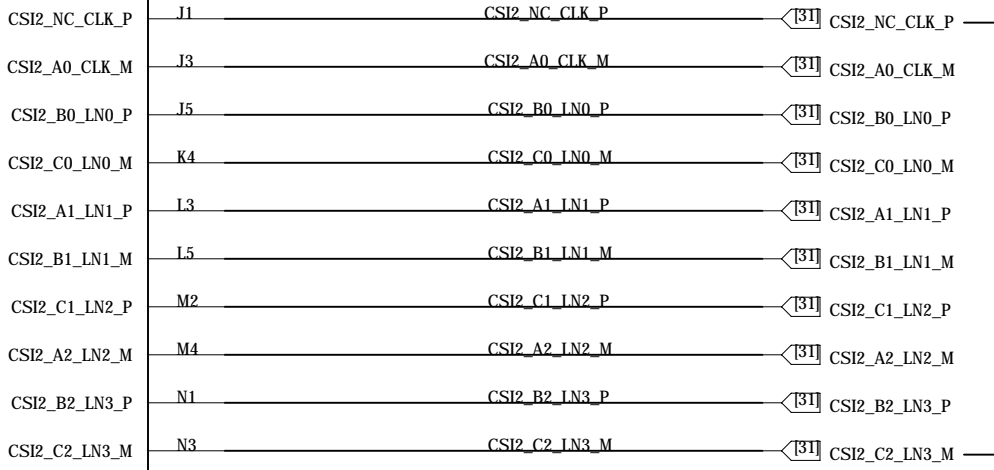 CSI2_NC_CLK_P J1 CSI2_NC_CLK_P [31] CSI2_NC_CLK_P
CSI2_A0_CLK_M J3 CSI2_A0_CLK_M [31] CSI2_A0_CLK_M
CSI2_B0_LN0_P J5 CSI2_B0_LN0_P [31] CSI2_B0_LN0_P
CSI2_C0_LN0_M K4 CSI2_C0_LN0_M [31] CSI2_C0_LN0_M
CSI2_A1_LN1_P L3 CSI2_A1_LN1_P [31] CSI2_A1_LN1_P
CSI2_B1_LN1_M L5 CSI2_B1_LN1_M [31] CSI2_B1_LN1_M
CSI2_C1_LN2_P M2 CSI2_C1_LN2_P [31] CSI2_C1_LN2_P
CSI2_A2_LN2_M M4 CSI2_A2_LN2_M [31] CSI2_A2_LN2_M
CSI2_B2_LN3_P N1 CSI2_B2_LN3_P [31] CSI2_B2_LN3_P
CSI2_C2_LN3_M N3 CSI2_C2_LN3_M [31] CSI2_C2_LN3_M